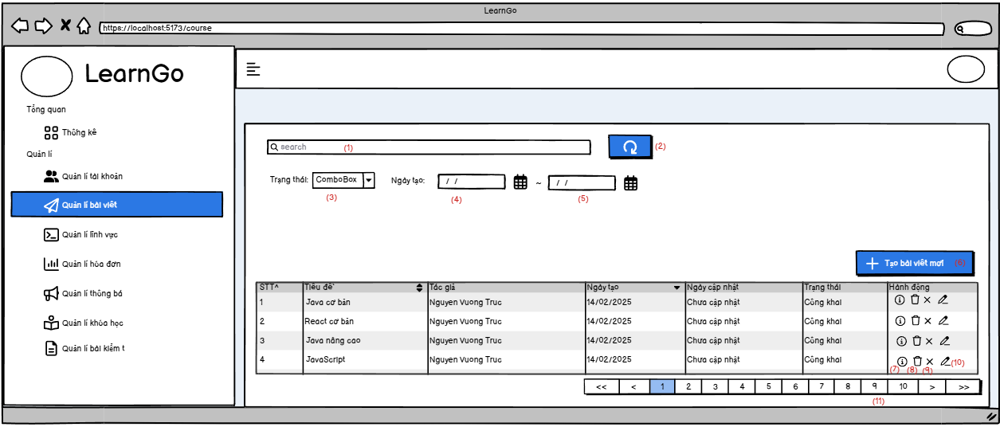 LearnGo
https://localhost:5173/course
LearnGo
Tổng quan
Thống kê
Quản lí
Quản lí tài khoản
Quản lí bài viết
Quản lí lĩnh vực
Quản lí hóa đơn
Quản lí thông bá
Quản lí khóa học
Quản lí bài kiểm t
search (1)
(2)
Trạng thái: ComboBox Ngày tạo: / / ~ / /
(3) (4) (5)
Tạo bài viết mới (6)
STT^ Tiêu đề Tác giả Ngày tạo Ngày cập nhật Trạng thái Hành động
1 Java cơ bản Nguyen Vuong Truc 14/02/2025 Chưa cập nhật Công khai
2 React cơ bản Nguyen Vuong Truc 14/02/2025 Chưa cập nhật Công khai
3 Java nâng cao Nguyen Vuong Truc 14/02/2025 Chưa cập nhật Công khai
4 JavaScript Nguyen Vuong Truc 14/02/2025 Chưa cập nhật Công khai
(7) (8) (9) (10)
<< < 1 2 3 4 5 6 7 8 9 10 > >>
(11)